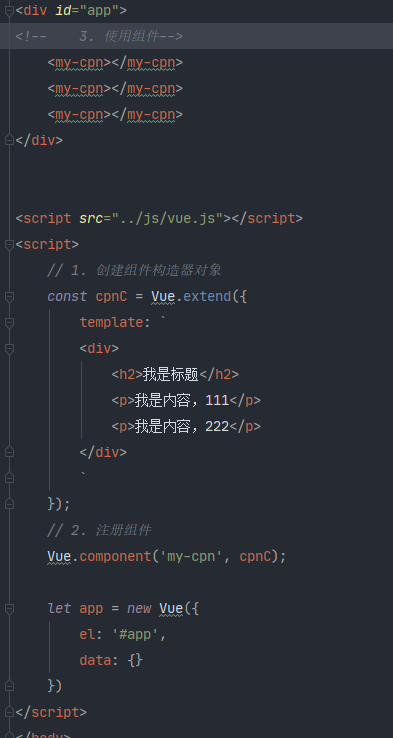 <div id="app">
<!--    3. 使用组件-->
    <my-cpn></my-cpn>
    <my-cpn></my-cpn>
    <my-cpn></my-cpn>
</div>
<script src="../js/vue.js"></script>
<script>
    // 1. 创建组件构造器对象
    const cpnC = Vue.extend({
        template: `
        <div>
            <h2>我是标题</h2>
            <p>我是内容，111</p>
            <p>我是内容，222</p>
        </div>
        `
    });
    // 2. 注册组件
    Vue.component('my-cpn', cpnC);
    let app = new Vue({
        el: '#app',
        data: {}
    })
</script>
</body>